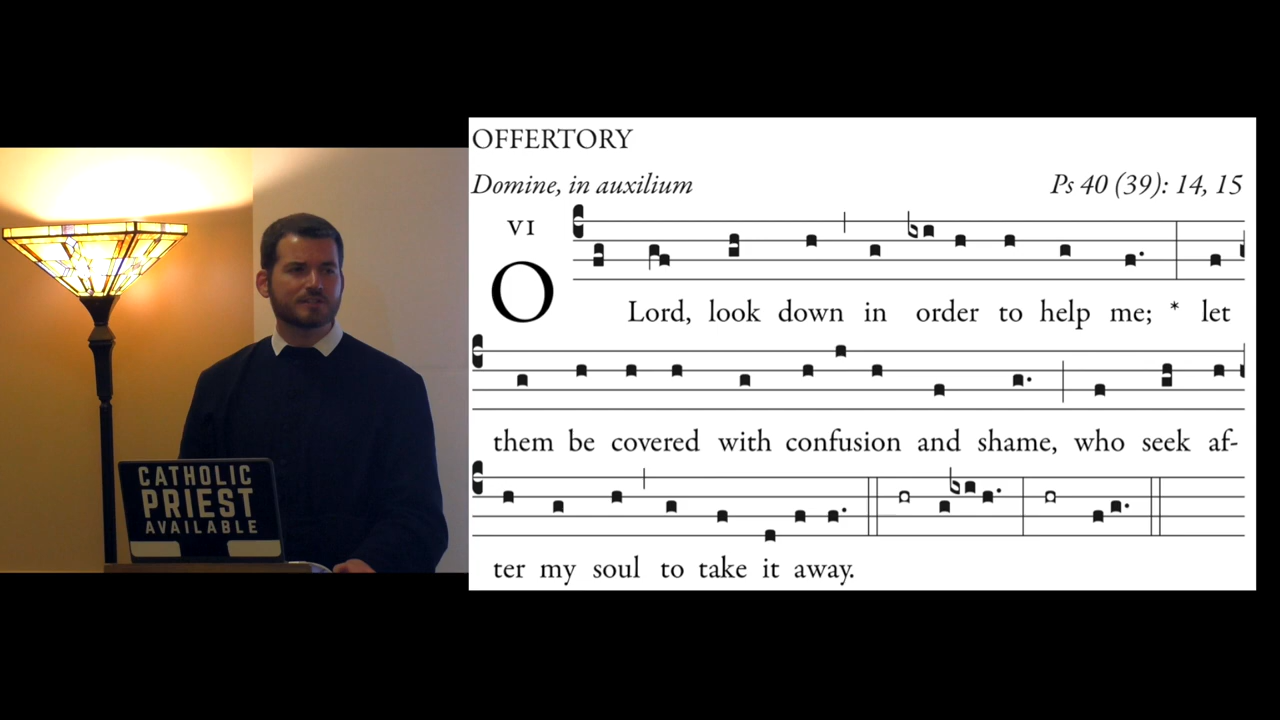 CATHOLIC
PRIEST
AVAILABLE
OFFERTORY
Domine, in auxilium Ps 40 (39): 14, 15
VI
O Lord, look down in order to help me; * let
them be covered with confusion and shame, who seek af-
ter my soul to take it away.